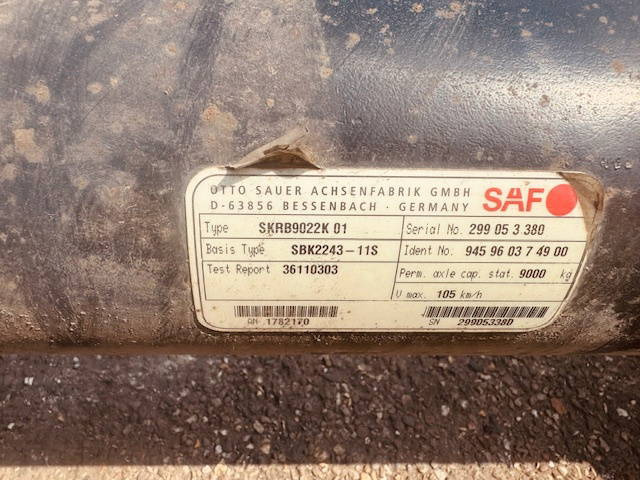 OTTO SAUER ACHSENFABRIK GMBH
D-63856 BESSENBACH · GERMANY
SAF
Type SKRB9022K 01
Serial No. 299 05 3 380
Basis Type SBK2243-11S
Ident No. 945 96 03 7 49 00
Test Report 36110303
Perm. axle cap. stat. 9000 kg
V max. 105 km/h
AN 1782170
SN 299053380